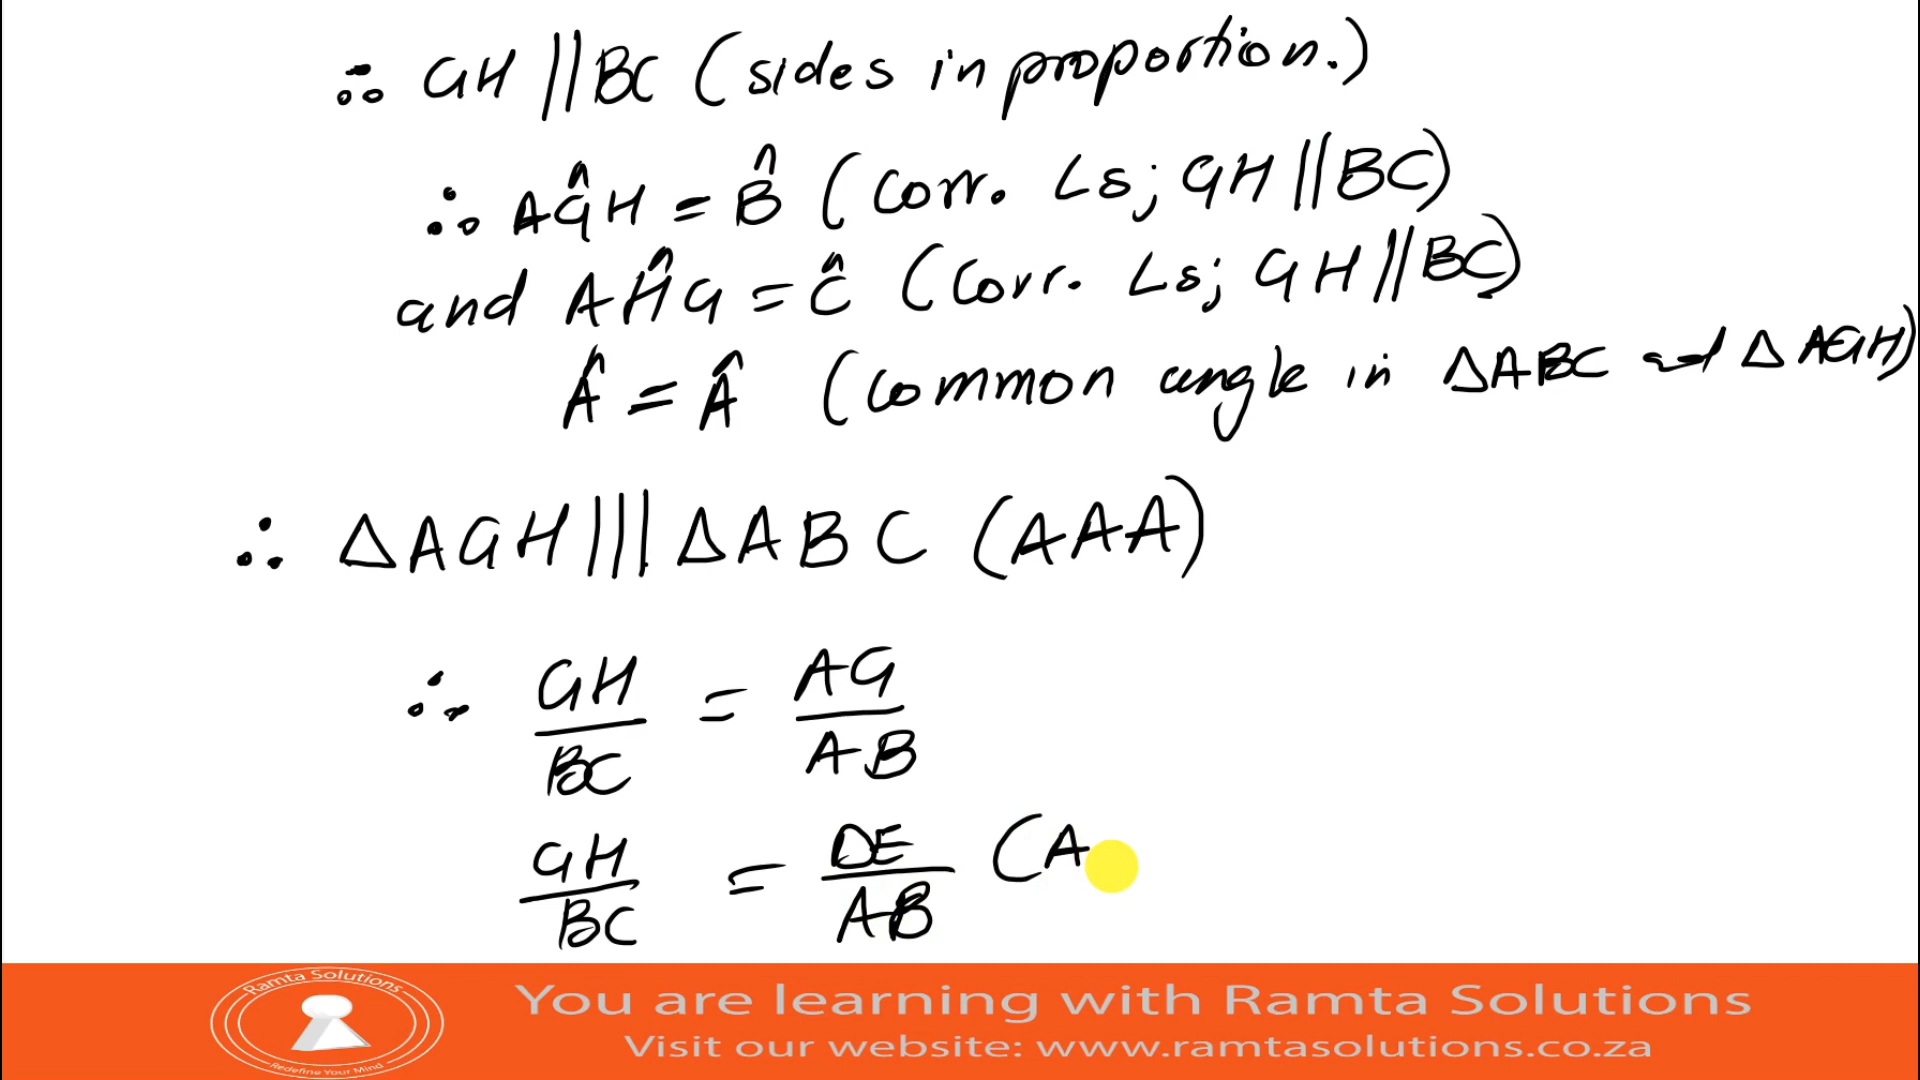 ∴ GH || BC (sides in proportion.)
∴ AĜH = B̂ (corr. ∠s; GH || BC)
and AĤG = Ĉ (corr. ∠s; GH || BC)
Â = Â (common angle in ΔABC and ΔAGH)
∴ ΔAGH ||| ΔABC (AAA)
∴ GH/BC = AG/AB
GH/BC = DE/AB (A
Ramta Solutions
Redefine Your Mind
You are learning with Ramta Solutions
Visit our website: www.ramtasolutions.co.za